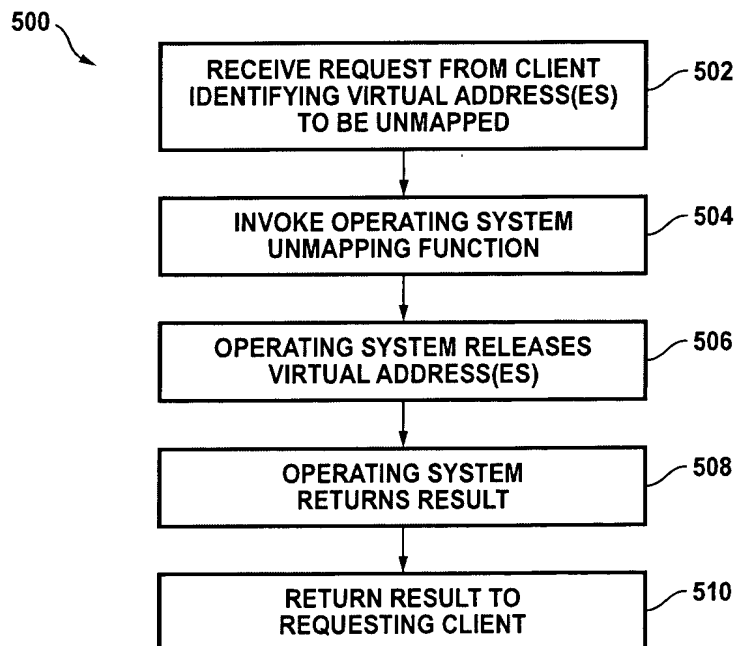 500
RECEIVE REQUEST FROM CLIENT
IDENTIFYING VIRTUAL ADDRESS(ES)
TO BE UNMAPPED
502
INVOKE OPERATING SYSTEM
UNMAPPING FUNCTION
504
OPERATING SYSTEM RELEASES
VIRTUAL ADDRESS(ES)
506
OPERATING SYSTEM
RETURNS RESULT
508
RETURN RESULT TO
REQUESTING CLIENT
510